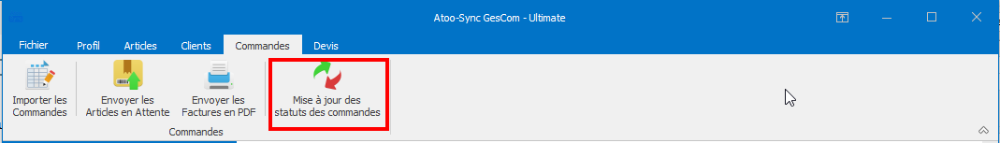 Atoo-Sync GesCom - Ultimate
Fichier Profil Articles Clients Commandes Devis
Importer les
Commandes
Envoyer les
Articles en Attente
Envoyer les
Factures en PDF
Mise à jour des
statuts des commandes
Commandes